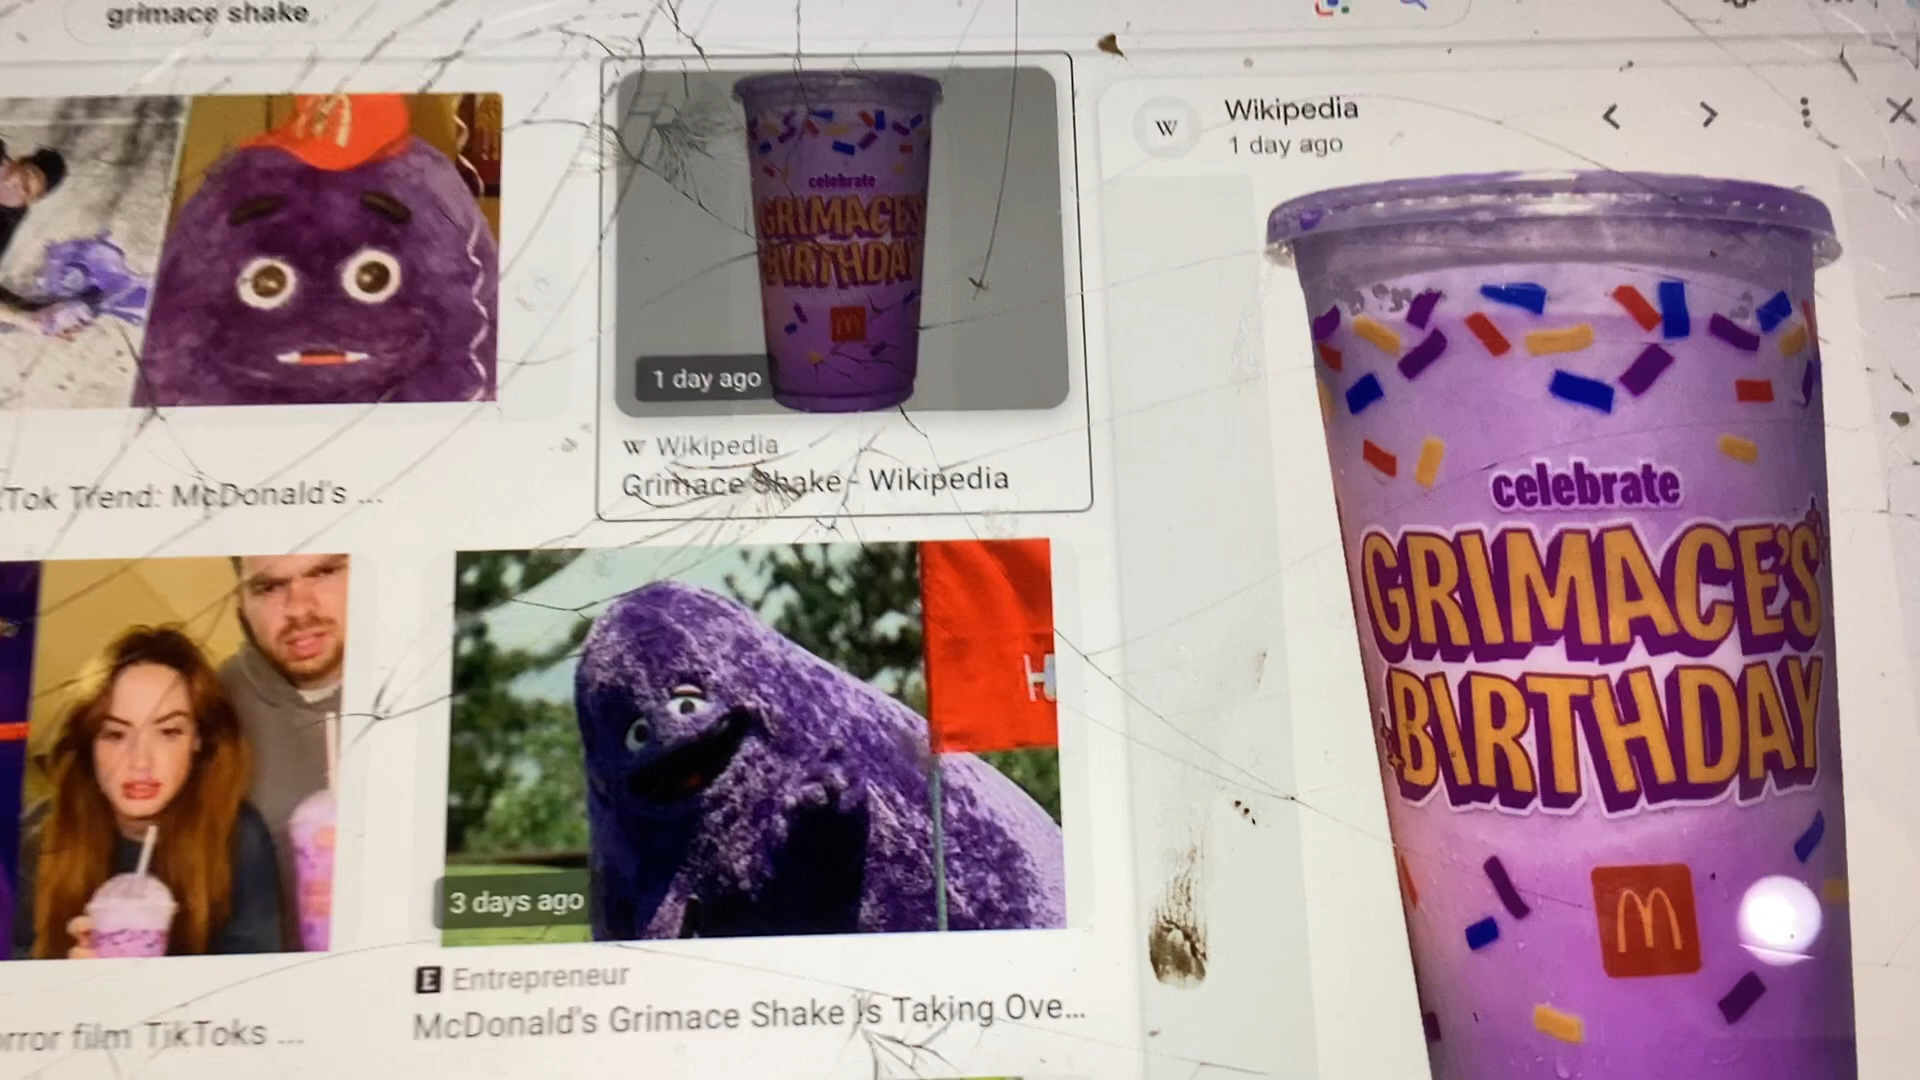 grimace shake
Wikipedia
1 day ago
celebrate
GRIMACE'S
BIRTHDAY
1 day ago
Wikipedia
Grimace Shake - Wikipedia
Tok Trend: McDonald's ...
celebrate
GRIMACE'S
BIRTHDAY
H
3 days ago
E Entrepreneur
McDonald's Grimace Shake Is Taking Ove...
rror film TikToks ...